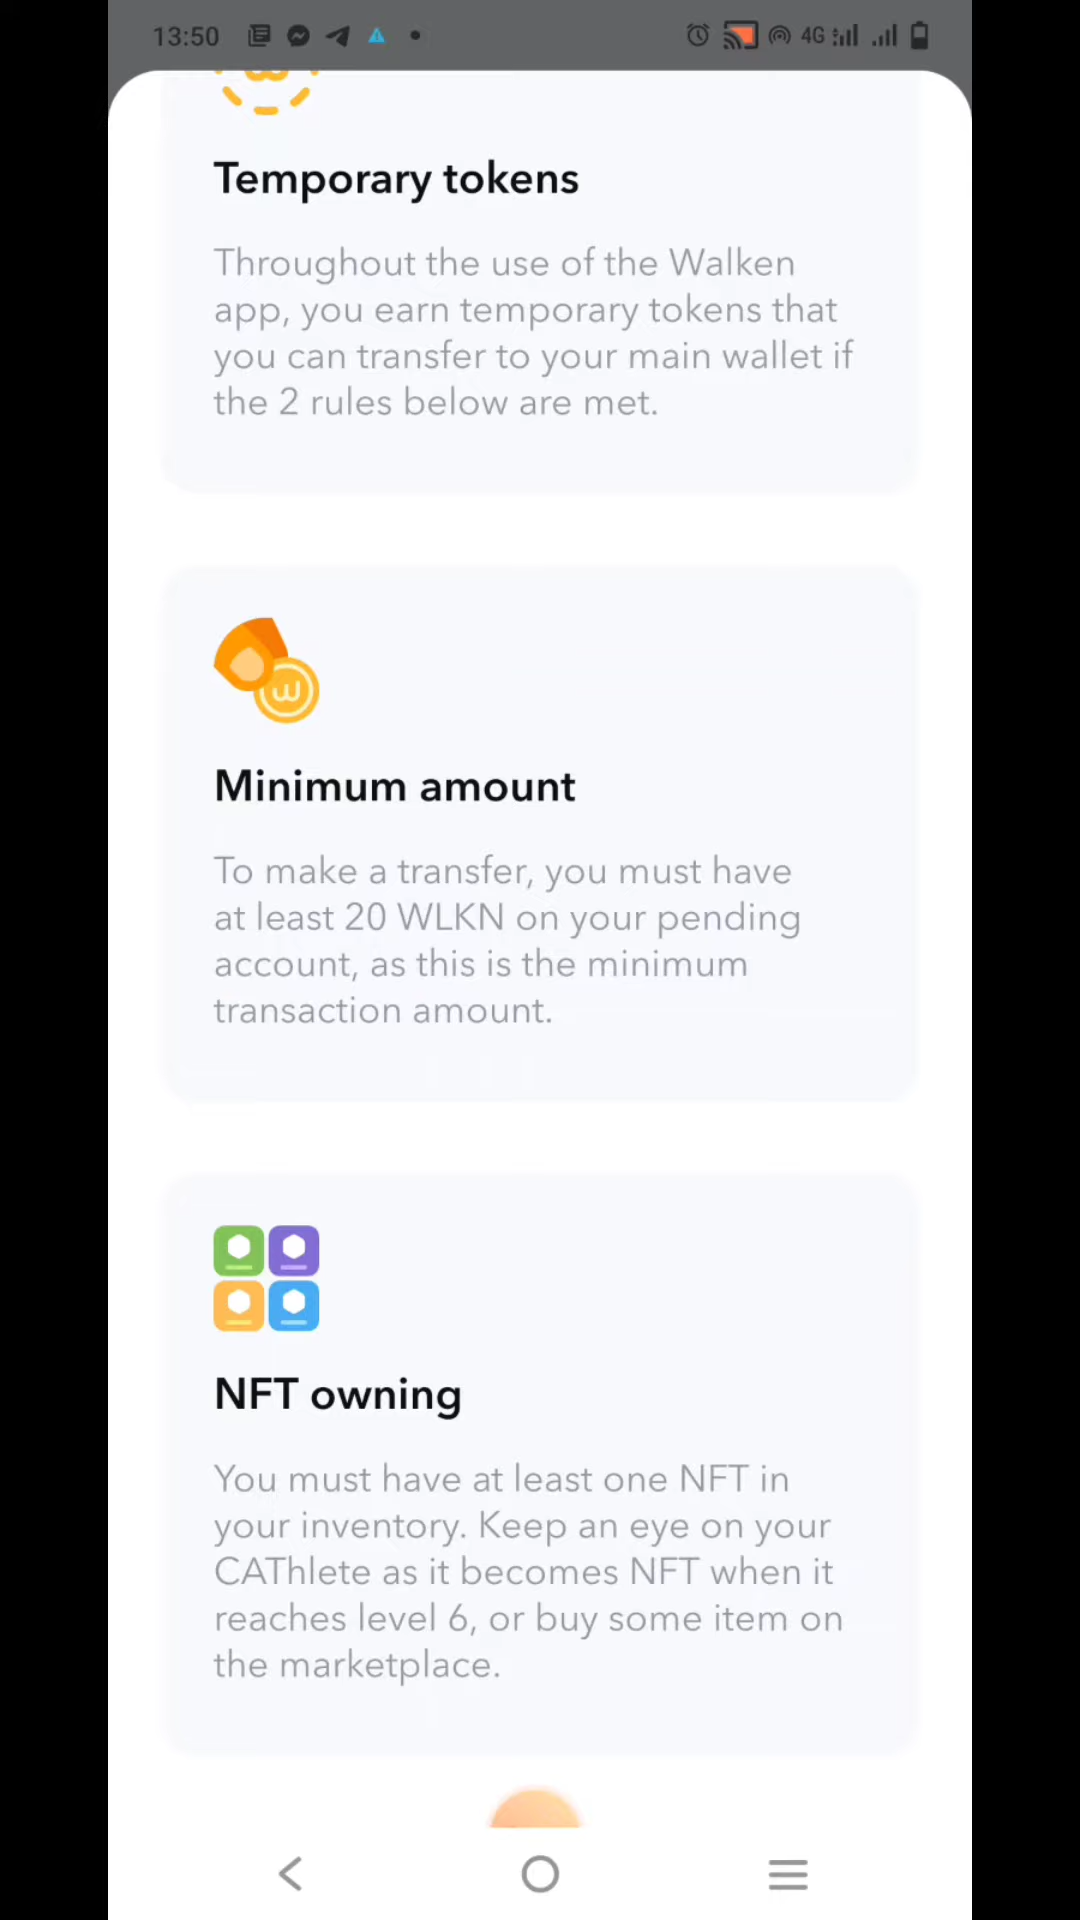 13:50
4G
Temporary tokens
Throughout the use of the Walken
app, you earn temporary tokens that
you can transfer to your main wallet if
the 2 rules below are met.
Minimum amount
To make a transfer, you must have
at least 20 WLKN on your pending
account, as this is the minimum
transaction amount.
NFT owning
You must have at least one NFT in
your inventory. Keep an eye on your
CAThlete as it becomes NFT when it
reaches level 6, or buy some item on
the marketplace.